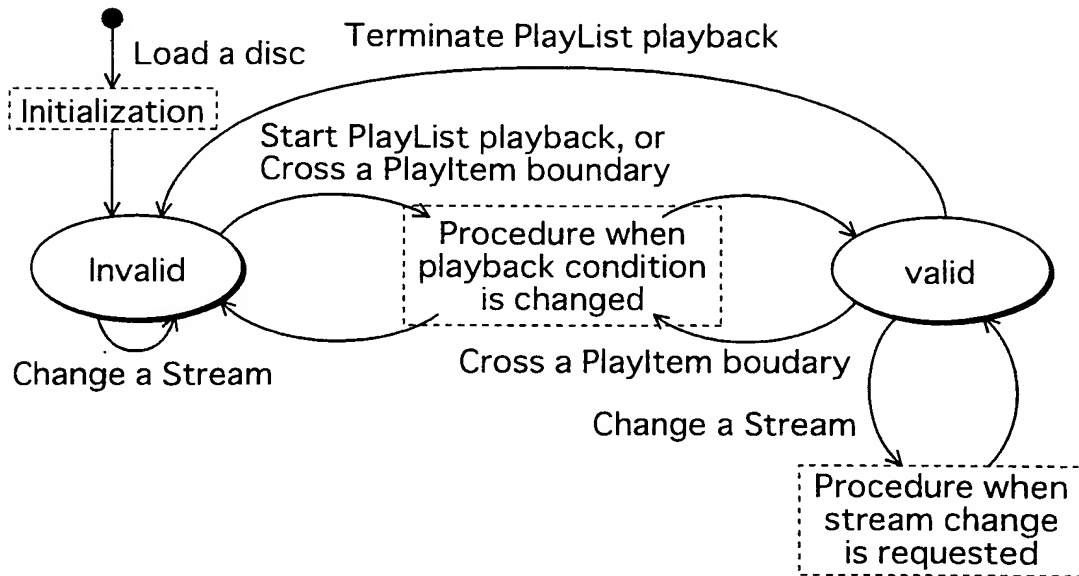 Terminate PlayList playback
Load a disc
Initialization
Start PlayList playback, or
Cross a PlayItem boundary
Invalid
Procedure when
playback condition
is changed
valid
Change a Stream
Cross a PlayItem boudary
Change a Stream
Procedure when
stream change
is requested